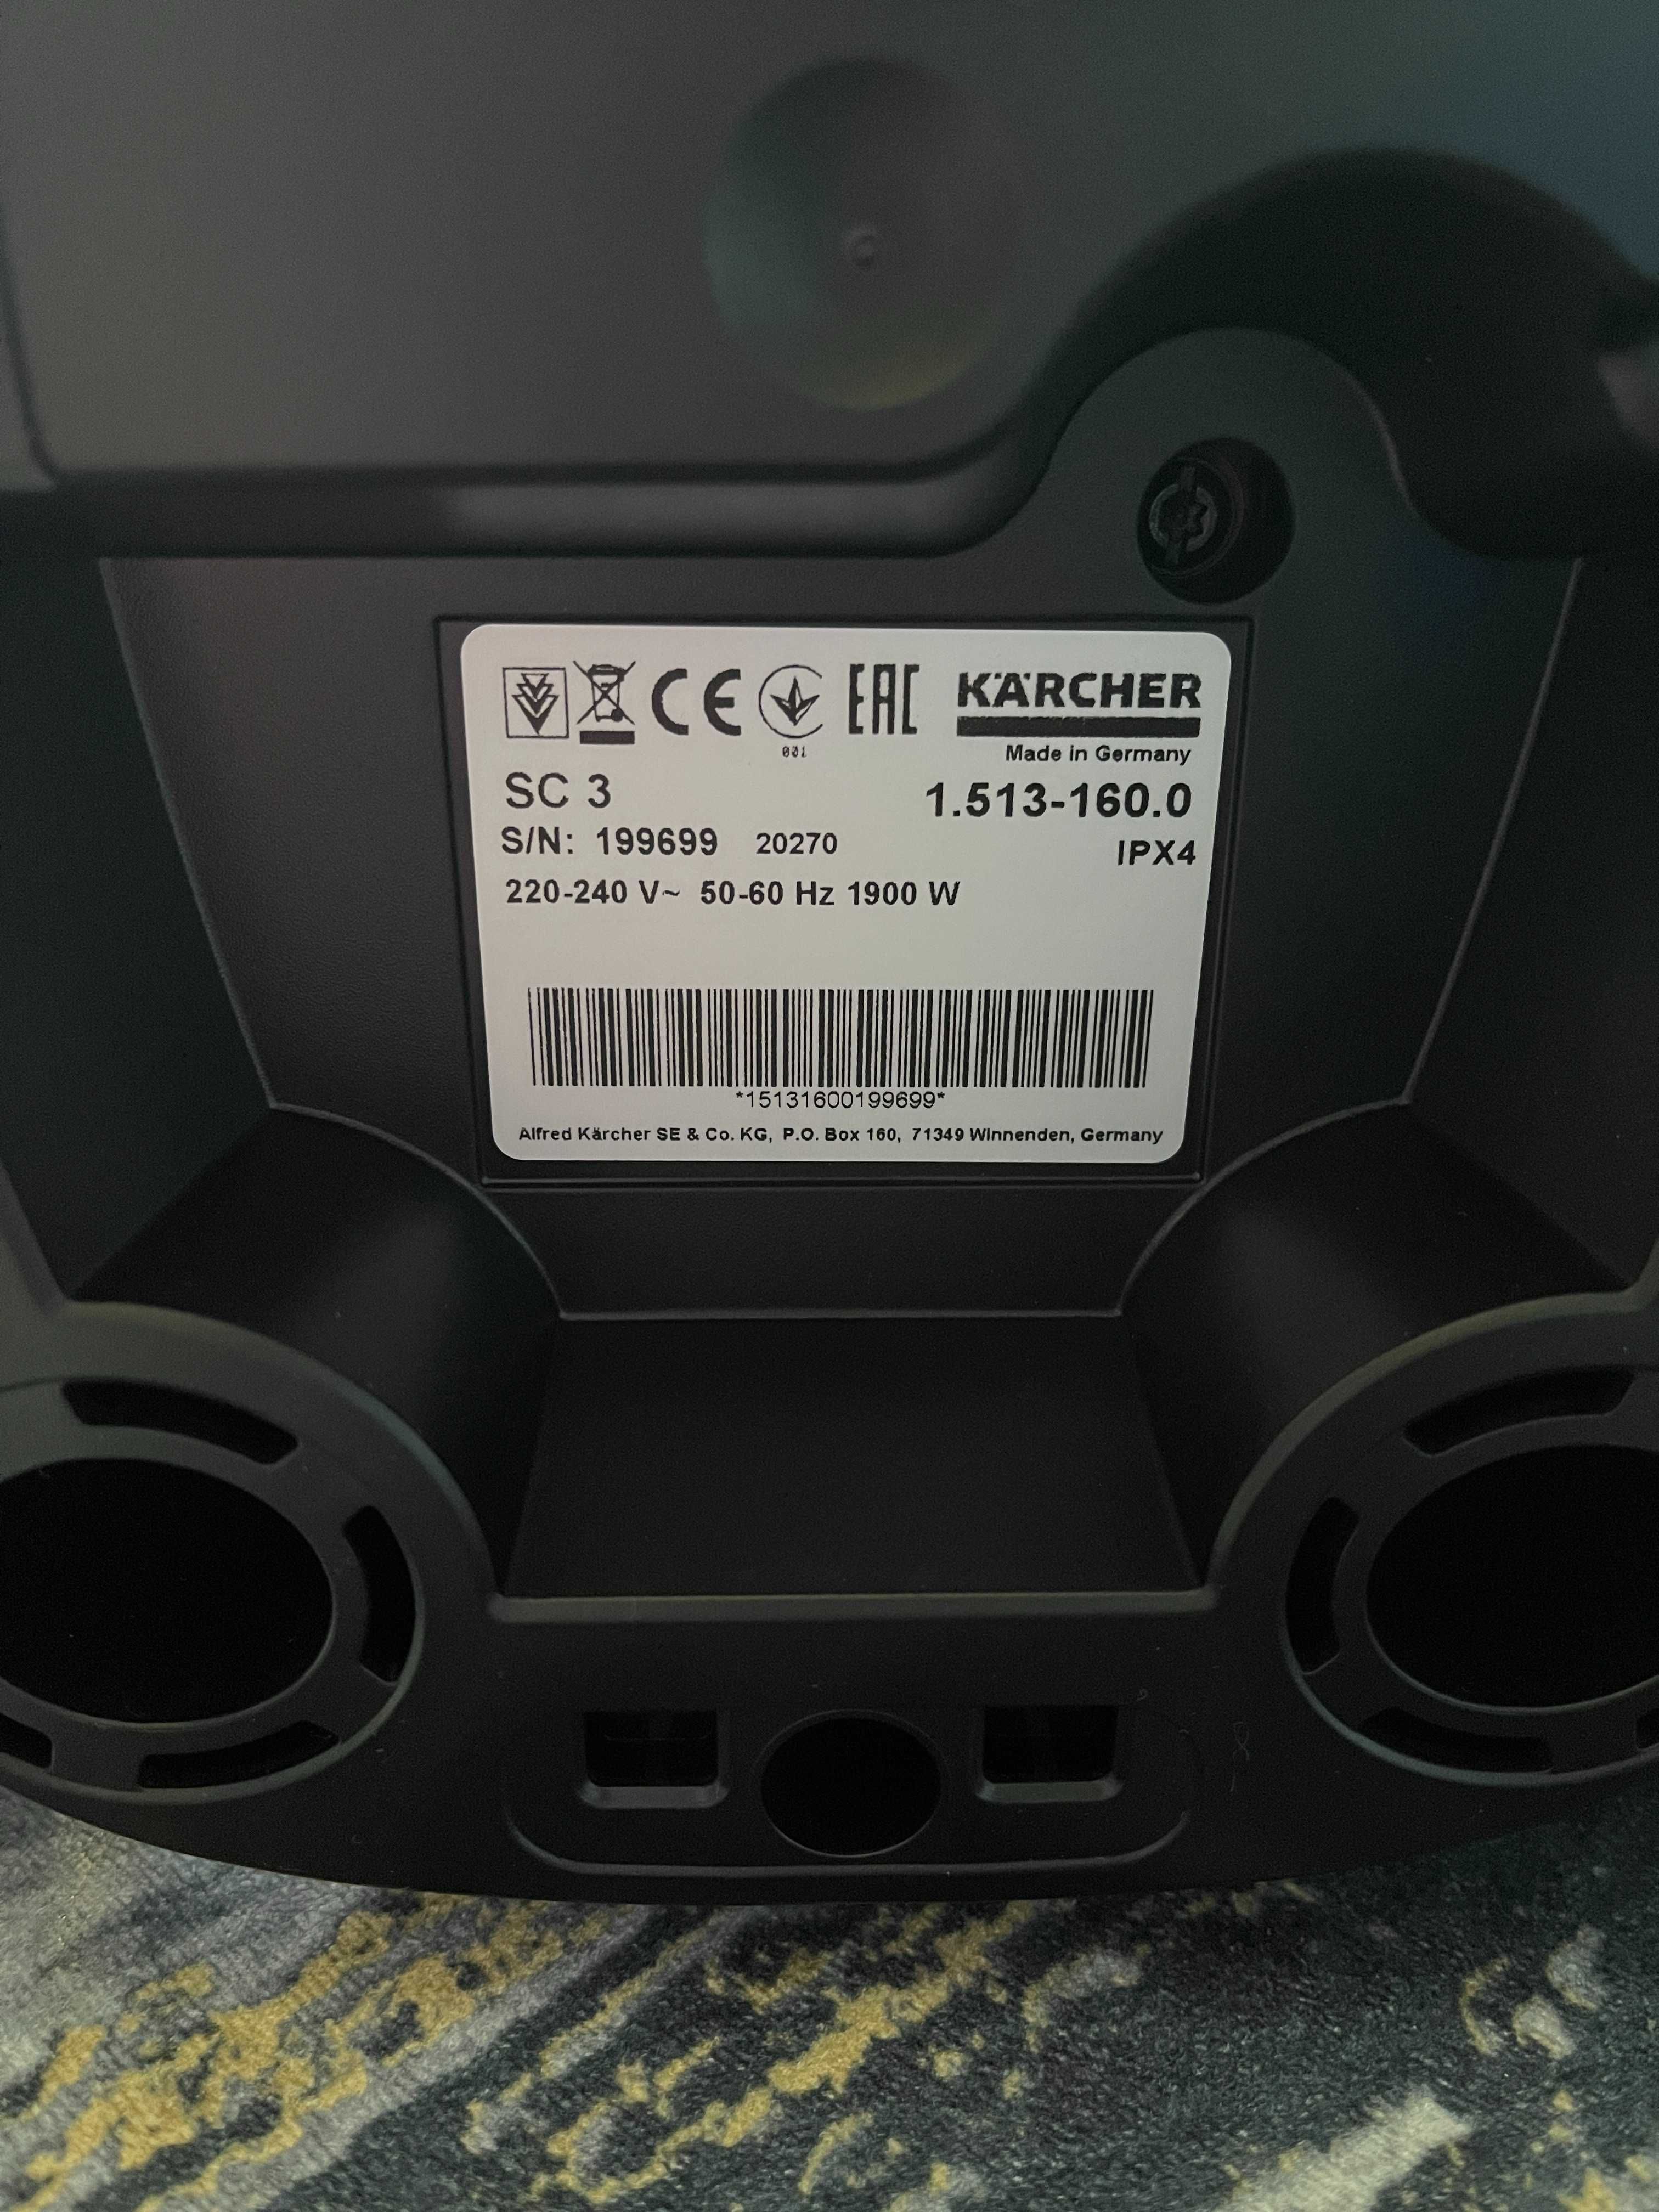 CE EAC KÄRCHER
001
Made in Germany
SC 3 1.513-160.0
S/N: 199699 20270 IPX4
220-240 V~ 50-60 Hz 1900 W
*15131600199699*
Alfred Kärcher SE & Co. KG, P.O. Box 160, 71349 Winnenden, Germany